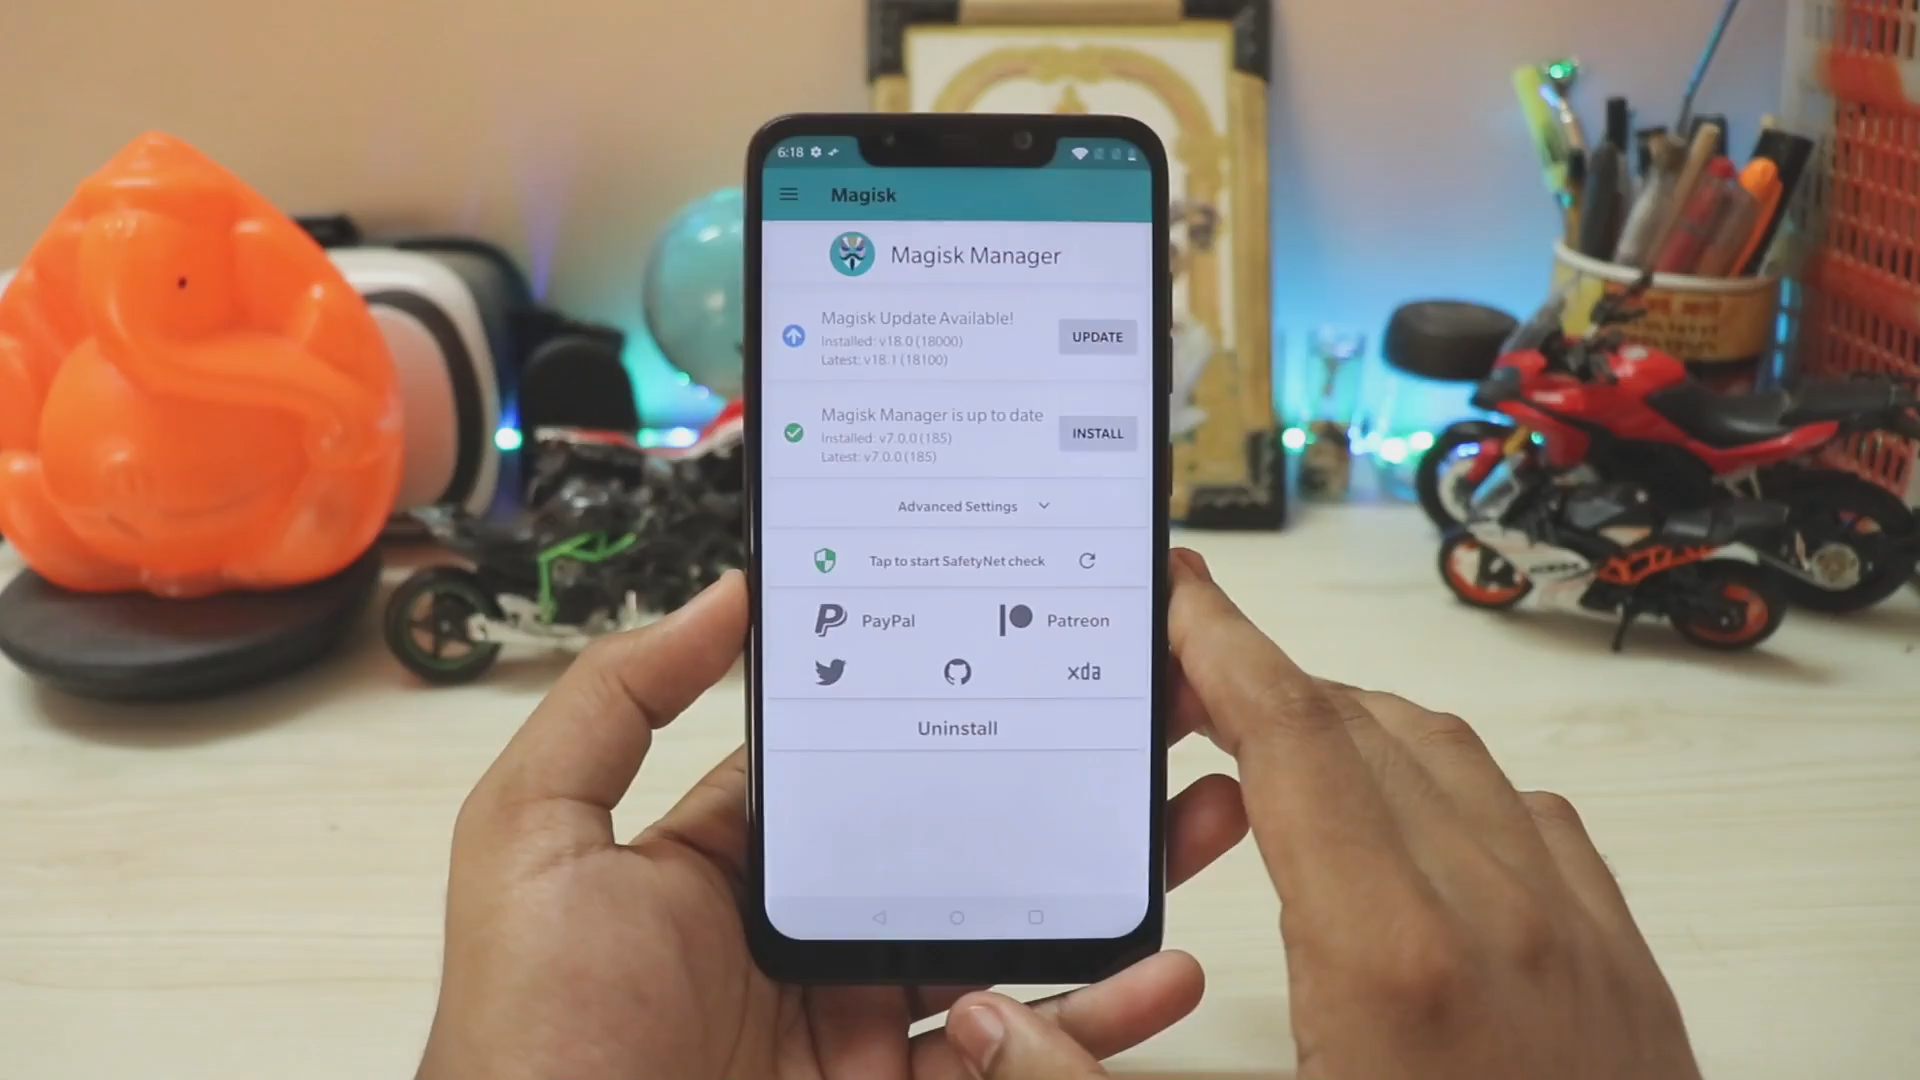 6:18
Magisk
Magisk Manager
Magisk Update Available!
Installed: v18.0 (18000)
Latest: v18.1 (18100)
UPDATE
Magisk Manager is up to date
Installed: v7.0.0 (185)
Latest: v7.0.0 (185)
INSTALL
Advanced Settings
Tap to start SafetyNet check
PayPal
Patreon
xda
Uninstall